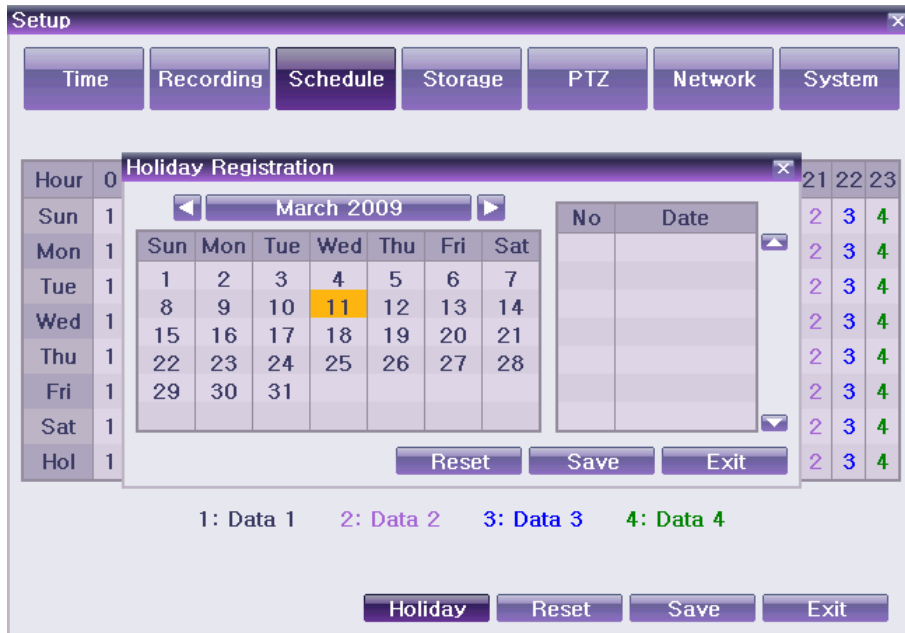 Setup
Time Recording Schedule Storage PTZ Network System
Hour 0 21 22 23
Sun 1 2 3 4
Mon 1 2 3 4
Tue 1 2 3 4
Wed 1 2 3 4
Thu 1 2 3 4
Fri 1 2 3 4
Sat 1 2 3 4
Hol 1 2 3 4
Holiday Registration
March 2009
Sun Mon Tue Wed Thu Fri Sat
1 2 3 4 5 6 7
8 9 10 11 12 13 14
15 16 17 18 19 20 21
22 23 24 25 26 27 28
29 30 31
No Date
Reset Save Exit
1: Data 1 2: Data 2 3: Data 3 4: Data 4
Holiday Reset Save Exit